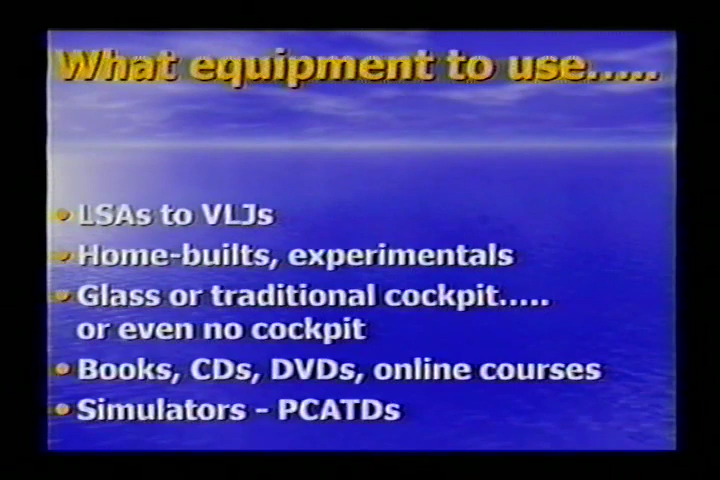 What equipment to use.....
• LSAs to VLJs
• Home-builts, experimentals
• Glass or traditional cockpit.....
or even no cockpit
• Books, CDs, DVDs, online courses
• Simulators - PCATDs